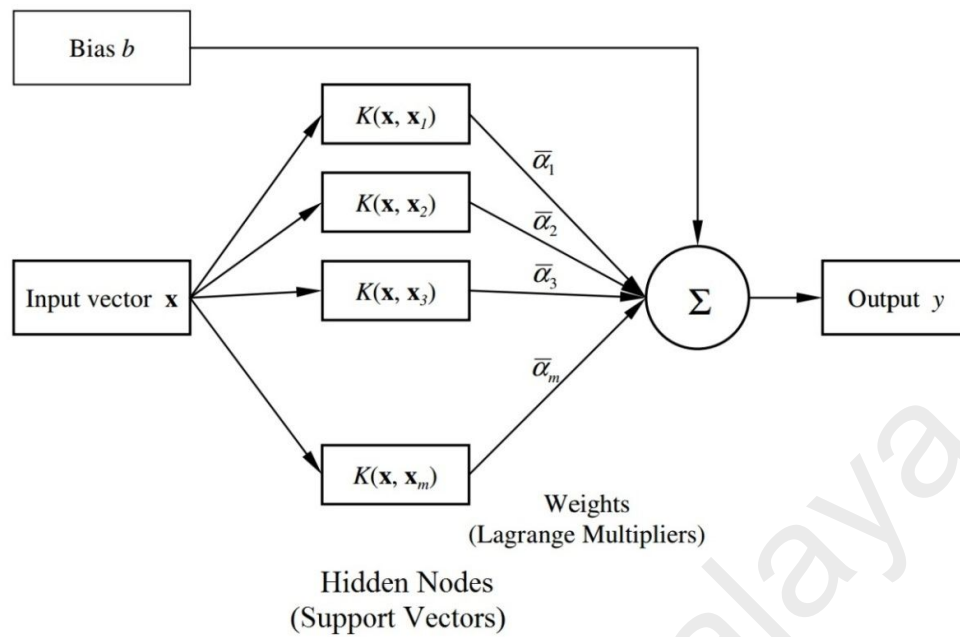 Bias b
K(x, x₁)
K(x, x₂)
K(x, x₃)
K(x, xₘ)
Input vector x
ᾱ₁
ᾱ₂
ᾱ₃
ᾱₘ
Σ
Output y
Weights
(Lagrange Multipliers)
Hidden Nodes
(Support Vectors)
alaya